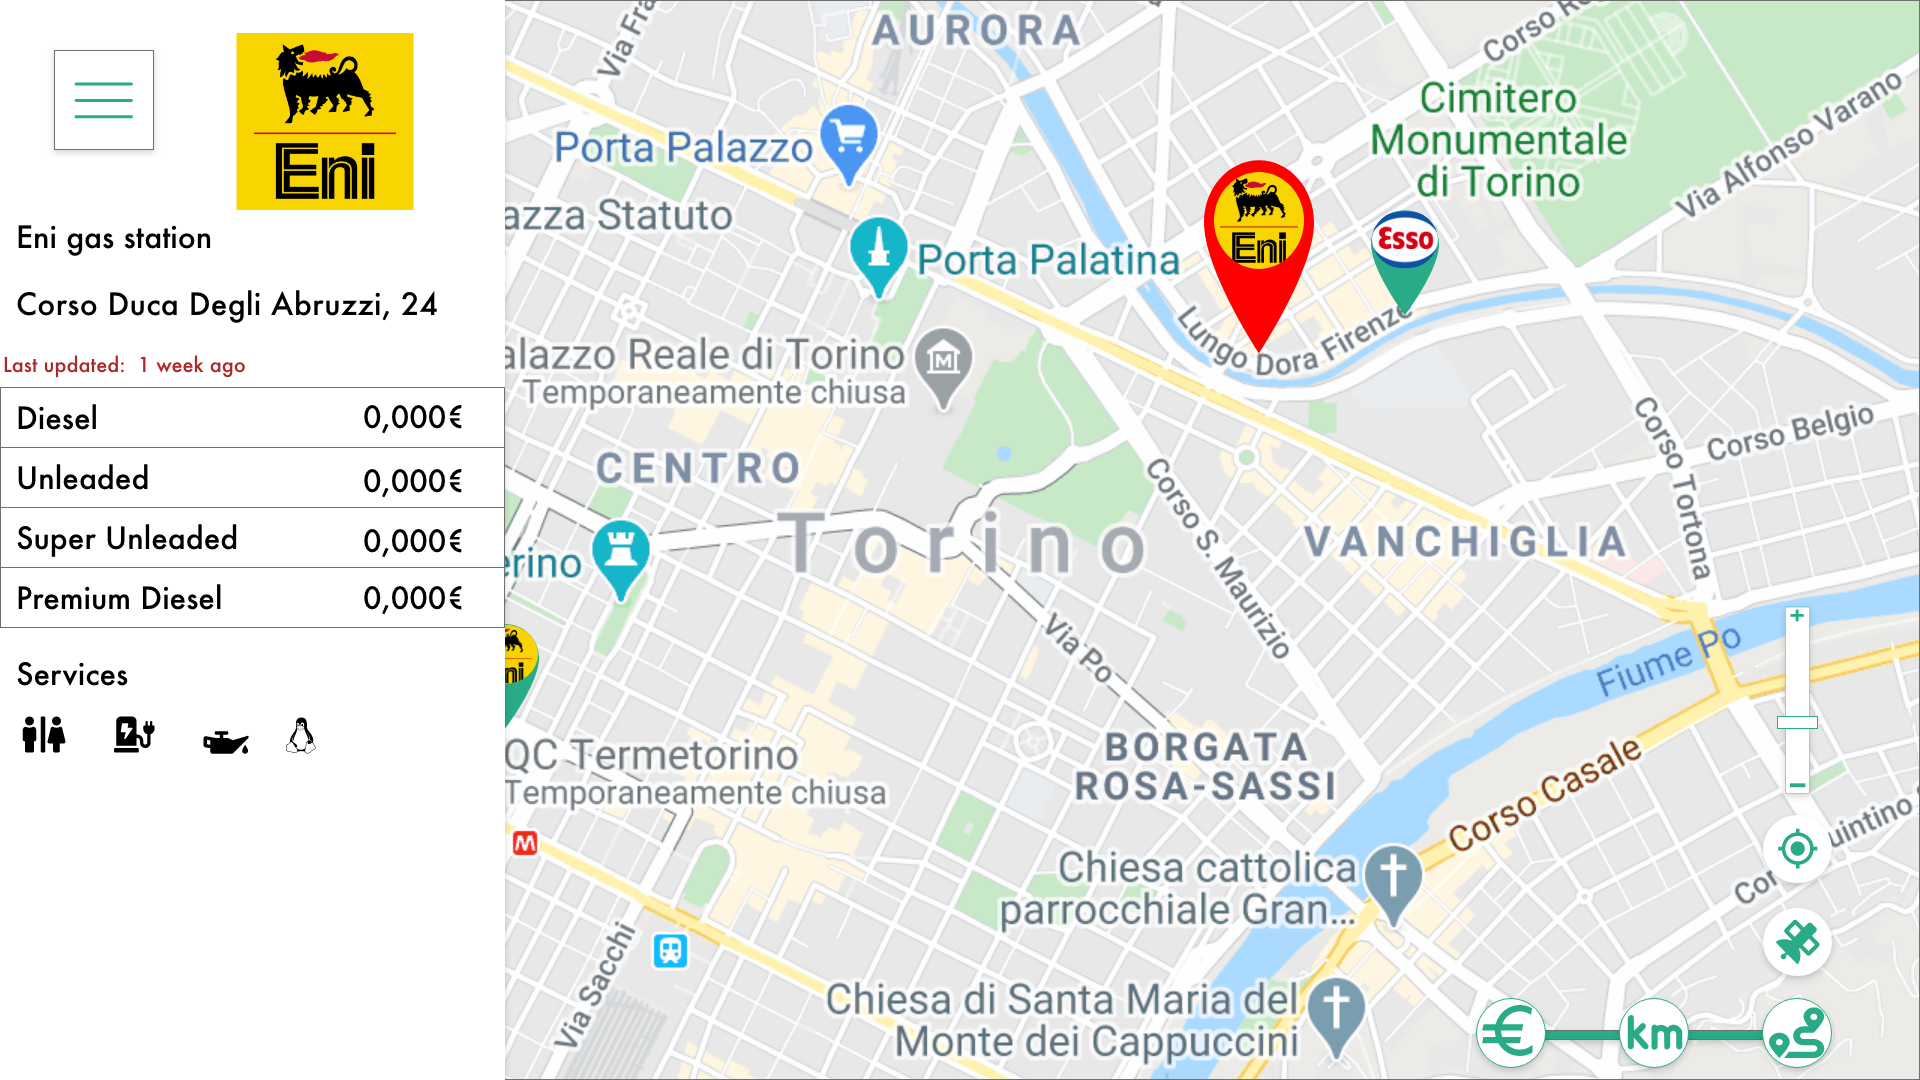 Eni
Eni gas station
Corso Duca Degli Abruzzi, 24
Last updated: 1 week ago
Diesel 0,000€
Unleaded 0,000€
Super Unleaded 0,000€
Premium Diesel 0,000€
Services
AURORA
Via Fra
Corso Ro
Cimitero
Monumentale
di Torino
Via Alfonso Varano
Porta Palazzo
azza Statuto
Porta Palatina
Eni
Esso
Lungo Dora Firenze
alazzo Reale di Torino
Temporaneamente chiusa
M
CENTRO
Torino
erino
Corso S. Maurizio
Corso Belgio
Corso Tortona
VANCHIGLIA
Via Po
Fiume Po
+
−
ni
QC Termetorino
Temporaneamente chiusa
BORGATA
ROSA-SASSI
Corso Casale
M
uintino
Cor
Chiesa cattolica
parrocchiale Gran...
Via Sacchi
Chiesa di Santa Maria del
Monte dei Cappuccini
€
km